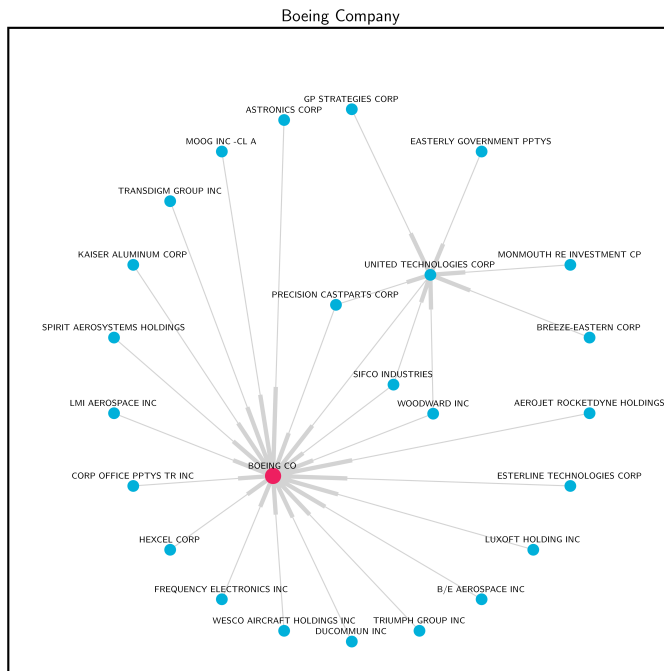 Boeing Company
GP STRATEGIES CORP
ASTRONICS CORP
MOOG INC -CL A
EASTERLY GOVERNMENT PPTYS
TRANSDIGM GROUP INC
KAISER ALUMINUM CORP
UNITED TECHNOLOGIES CORP
MONMOUTH RE INVESTMENT CP
PRECISION CASTPARTS CORP
SPIRIT AEROSYSTEMS HOLDINGS
BREEZE-EASTERN CORP
SIFCO INDUSTRIES
LMI AEROSPACE INC
WOODWARD INC
AEROJET ROCKETDYNE HOLDINGS
BOEING CO
CORP OFFICE PPTYS TR INC
ESTERLINE TECHNOLOGIES CORP
HEXCEL CORP
LUXOFT HOLDING INC
FREQUENCY ELECTRONICS INC
B/E AEROSPACE INC
WESCO AIRCRAFT HOLDINGS INC
TRIUMPH GROUP INC
DUCOMMUN INC